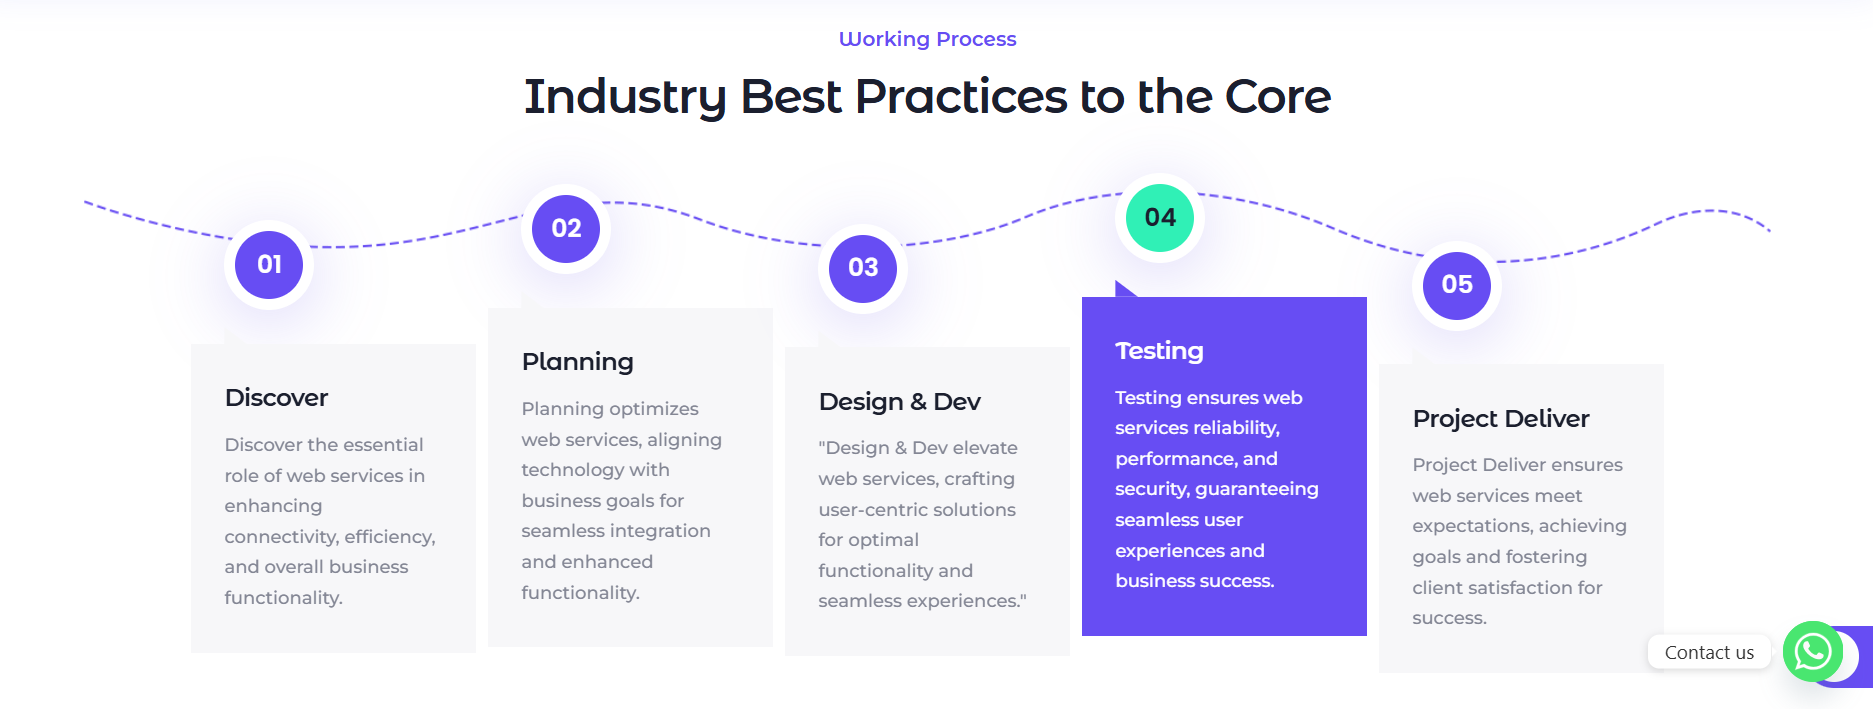 Working Process
Industry Best Practices to the Core
01
Discover
Discover the essential
role of web services in
enhancing
connectivity, efficiency,
and overall business
functionality.
02
Planning
Planning optimizes
web services, aligning
technology with
business goals for
seamless integration
and enhanced
functionality.
03
Design & Dev
"Design & Dev elevate
web services, crafting
user-centric solutions
for optimal
functionality and
seamless experiences."
04
Testing
Testing ensures web
services reliability,
performance, and
security, guaranteeing
seamless user
experiences and
business success.
05
Project Deliver
Project Deliver ensures
web services meet
expectations, achieving
goals and fostering
client satisfaction for
success.
Contact us